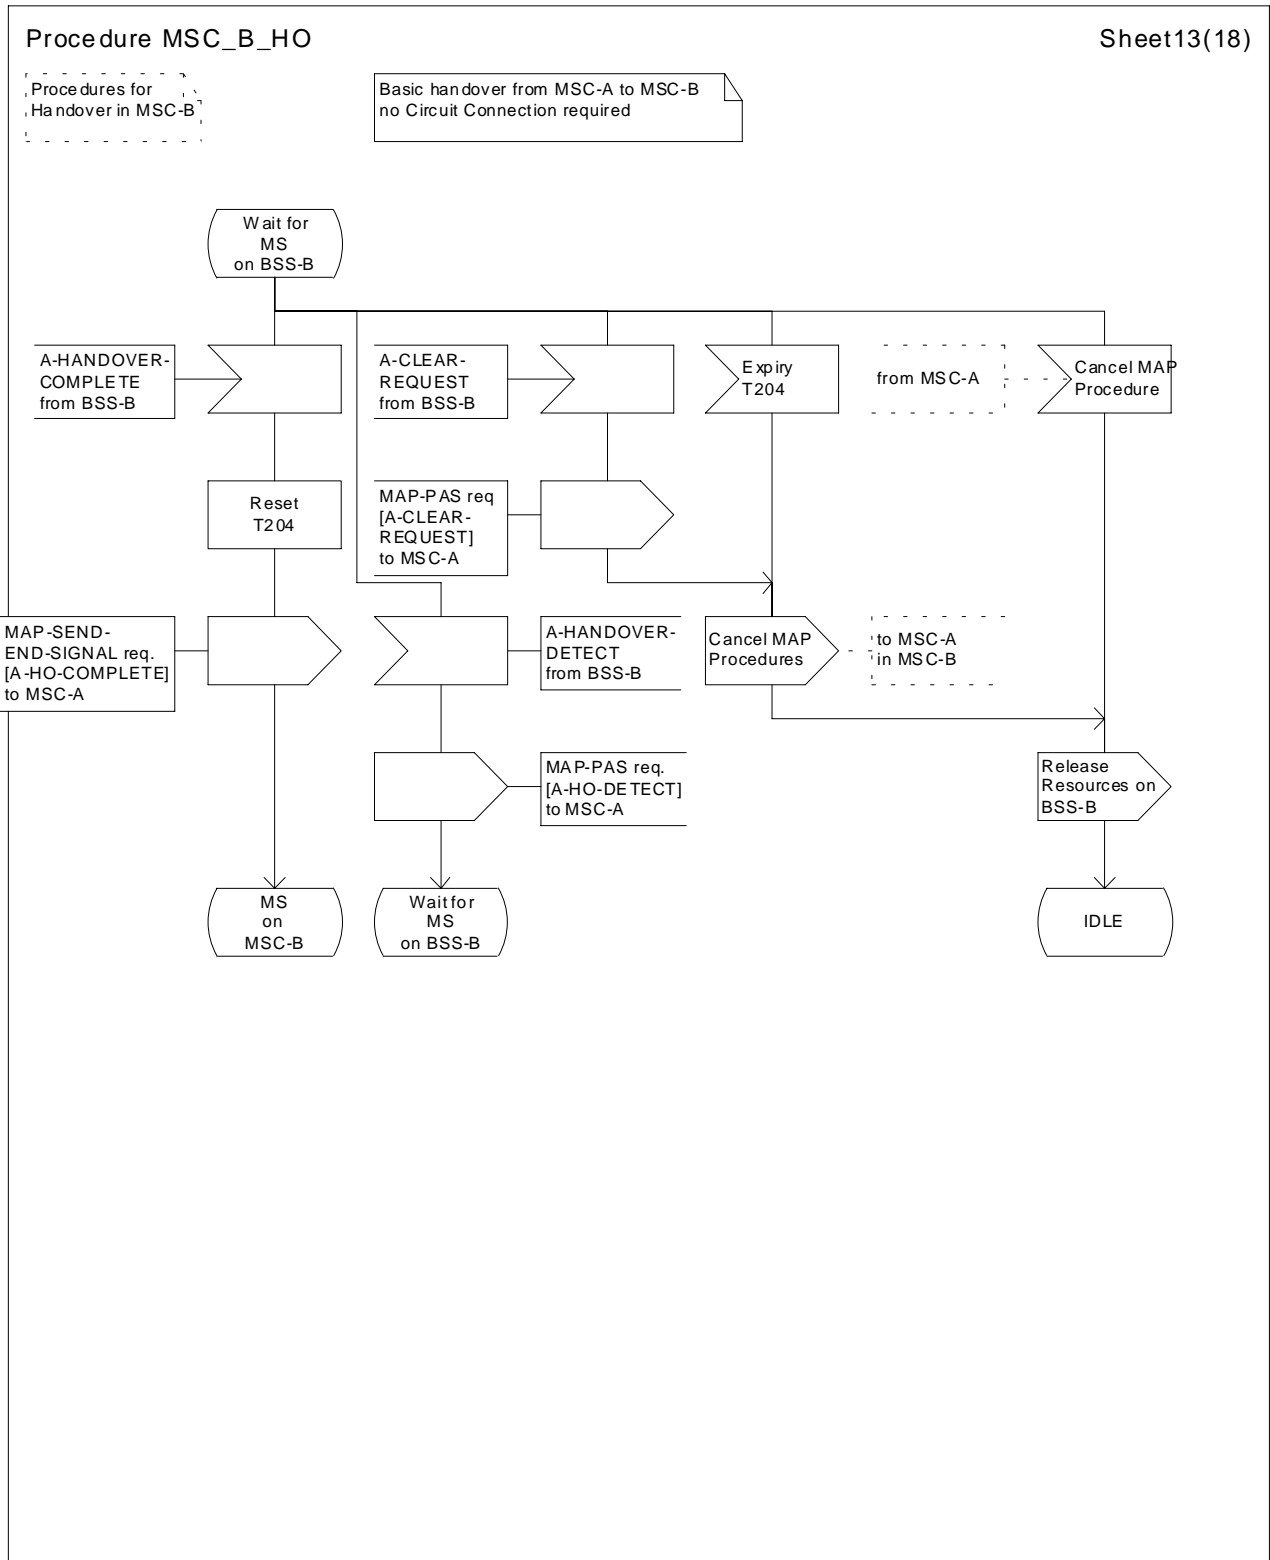 Procedure MSC_B_HO
Sheet13(18)
Procedures for
Handover in MSC-B
Basic handover from MSC-A to MSC-B
no Circuit Connection required
Wait for
MS
on BSS-B
A-HANDOVER-
COMPLETE
from BSS-B
A-CLEAR-
REQUEST
from BSS-B
Expiry
T204
from MSC-A
Cancel MAP
Procedure
Reset
T204
MAP-PAS req
[A-CLEAR-
REQUEST]
to MSC-A
MAP-SEND-
END-SIGNAL req.
[A-HO-COMPLETE]
to MSC-A
A-HANDOVER-
DETECT
from BSS-B
Cancel MAP
Procedures
to MSC-A
in MSC-B
MAP-PAS req.
[A-HO-DETECT]
to MSC-A
Release
Resources on
BSS-B
MS
on
MSC-B
Wait for
MS
on BSS-B
IDLE